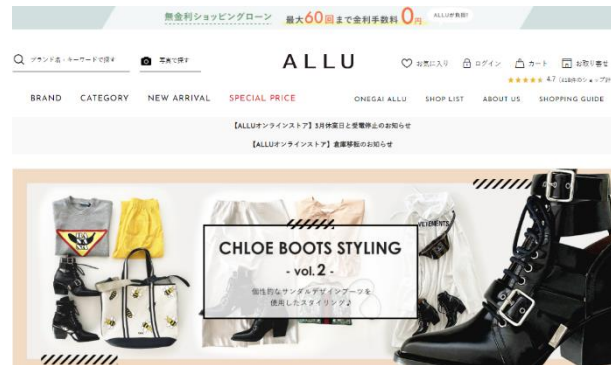 無金利ショッピングローン 最大60回まで金利手数料0円 ALLUが負担!
ブランド名・キーワードで探す 写真で探す ALLU お気に入り ログイン カート お取り寄せ
★★★★★ 4.7
BRAND CATEGORY NEW ARRIVAL SPECIAL PRICE ONEGAI ALLU SHOP LIST ABOUT US SHOPPING GUIDE
【ALLUオンラインストア】3月休業日と受電停止のお知らせ
【ALLUオンラインストア】倉庫移転のお知らせ
VETEMENTS
CHLOE BOOTS STYLING
- vol.2 -
個性的なサンダルデザインブーツを
使用したスタイリング♪